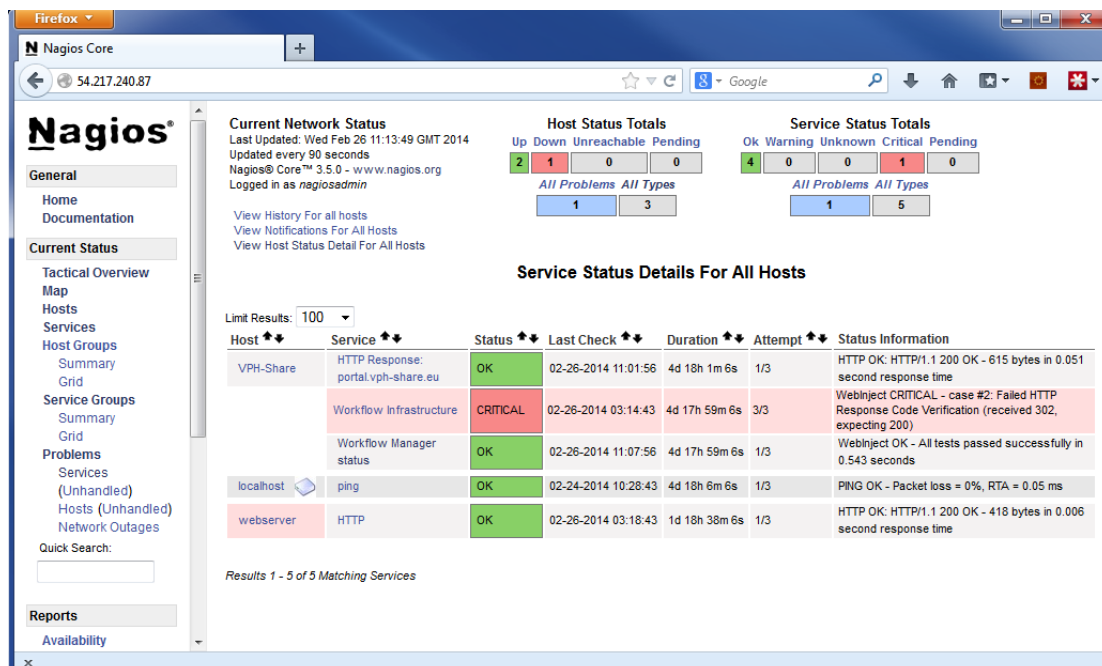 Firefox
N Nagios Core
+
54.217.240.87
8 Google
Nagios®
General
Home
Documentation
Current Status
Tactical Overview
Map
Hosts
Services
Host Groups
Summary
Grid
Service Groups
Summary
Grid
Problems
Services
(Unhandled)
Hosts (Unhandled)
Network Outages
Quick Search:
Reports
Availability
Current Network Status
Last Updated: Wed Feb 26 11:13:49 GMT 2014
Updated every 90 seconds
Nagios® Core™ 3.5.0 - www.nagios.org
Logged in as nagiosadmin
View History For all hosts
View Notifications For All Hosts
View Host Status Detail For All Hosts
Host Status Totals
Up Down Unreachable Pending
2 1 0 0
All Problems All Types
1 3
Service Status Totals
Ok Warning Unknown Critical Pending
4 0 0 1 0
All Problems All Types
1 5
Service Status Details For All Hosts
Limit Results: 100
Host Service Status Last Check Duration Attempt Status Information
VPH-Share HTTP Response: portal.vph-share.eu OK 02-26-2014 11:01:56 4d 18h 1m 6s 1/3 HTTP OK: HTTP/1.1 200 OK - 615 bytes in 0.051 second response time
Workflow Infrastructure CRITICAL 02-26-2014 03:14:43 4d 17h 59m 6s 3/3 WebInject CRITICAL - case #2: Failed HTTP Response Code Verification (received 302, expecting 200)
Workflow Manager status OK 02-26-2014 11:07:56 4d 17h 59m 6s 1/3 WebInject OK - All tests passed successfully in 0.543 seconds
localhost ping OK 02-24-2014 10:28:43 4d 18h 6m 6s 1/3 PING OK - Packet loss = 0%, RTA = 0.05 ms
webserver HTTP OK 02-26-2014 03:18:43 1d 18h 38m 6s 1/3 HTTP OK: HTTP/1.1 200 OK - 418 bytes in 0.006 second response time
Results 1 - 5 of 5 Matching Services